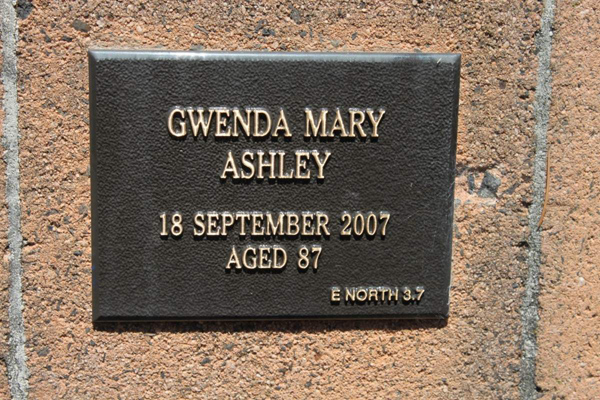 GWENDA MARY
ASHLEY
18 SEPTEMBER 2007
AGED 87
E NORTH 3.7